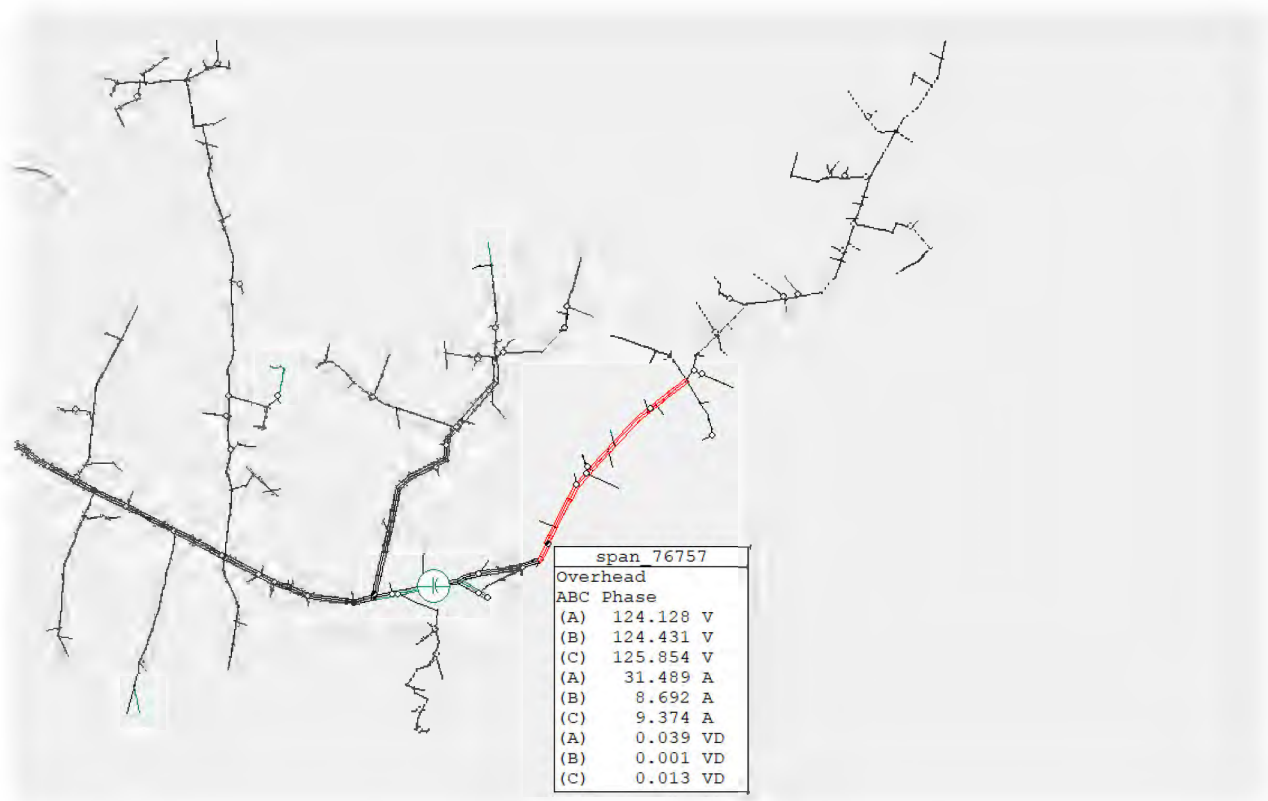 span_76757
Overhead
ABC Phase
(A) 124.128 V
(B) 124.431 V
(C) 125.854 V
(A) 31.489 A
(B) 8.692 A
(C) 9.374 A
(A) 0.039 VD
(B) 0.001 VD
(C) 0.013 VD